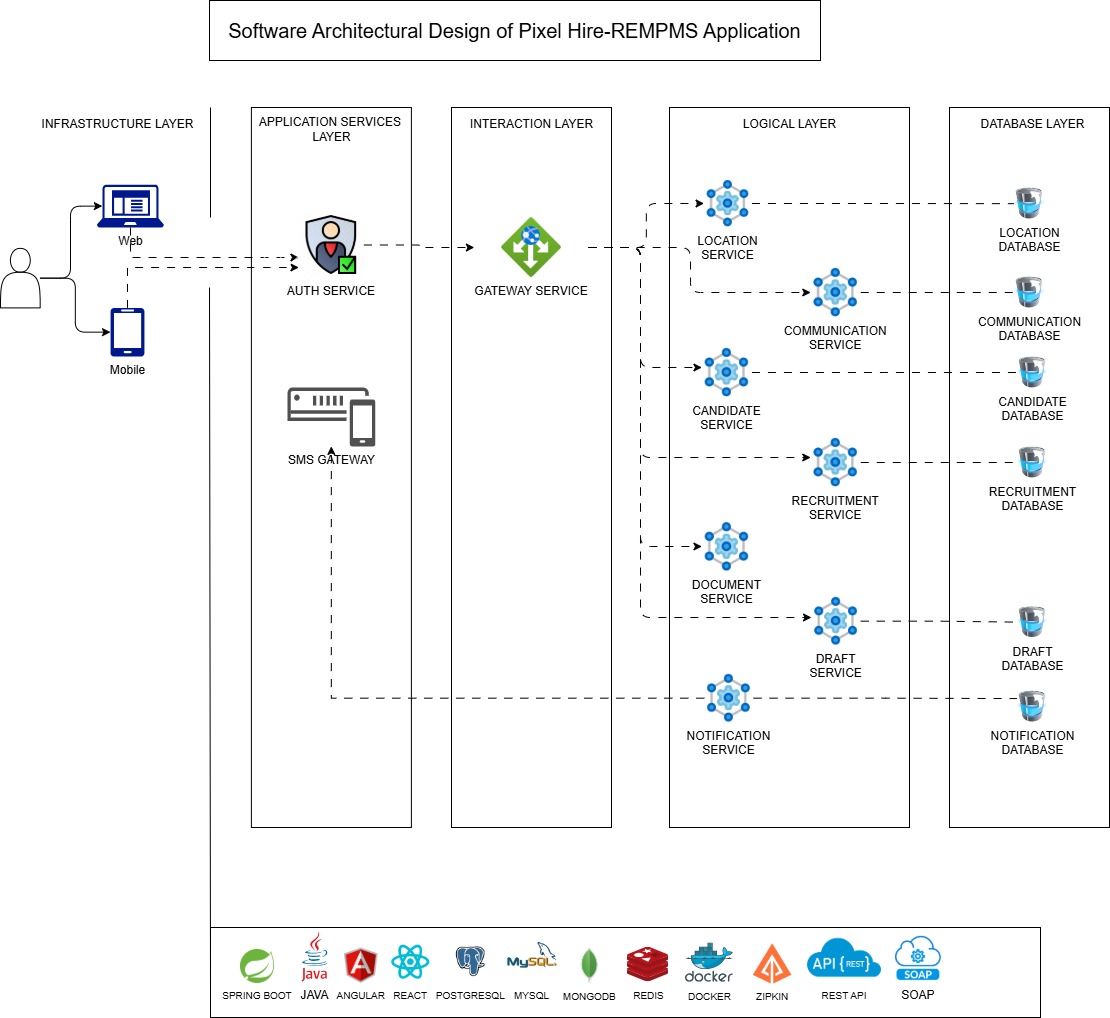 Software Architectural Design of Pixel Hire-REMPMS Application
INFRASTRUCTURE LAYER
APPLICATION SERVICES
LAYER
INTERACTION LAYER
LOGICAL LAYER
DATABASE LAYER
Web
Mobile
AUTH SERVICE
SMS GATEWAY
GATEWAY SERVICE
LOCATION
SERVICE
COMMUNICATION
SERVICE
CANDIDATE
SERVICE
RECRUITMENT
SERVICE
DOCUMENT
SERVICE
DRAFT
SERVICE
NOTIFICATION
SERVICE
LOCATION
DATABASE
COMMUNICATION
DATABASE
CANDIDATE
DATABASE
RECRUITMENT
DATABASE
DRAFT
DATABASE
NOTIFICATION
DATABASE
Java
A
MySQL
docker
API {REST}
SOAP
SPRING BOOT
JAVA
ANGULAR
REACT
POSTGRESQL
MYSQL
MONGODB
REDIS
DOCKER
ZIPKIN
REST API
SOAP